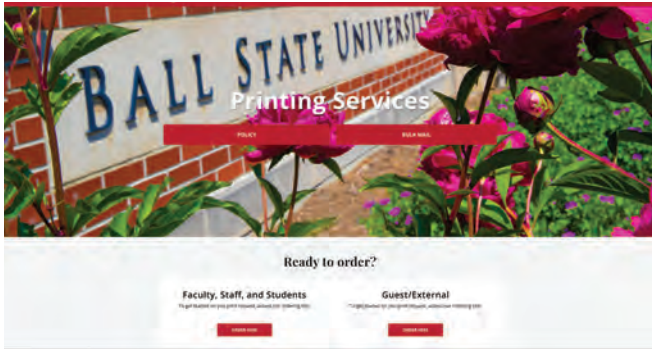 BALL STATE UNIVERSITY
Printing Services
POLICY BULK MAIL
Ready to order?
Faculty, Staff, and Students Guest/External
ORDER HERE ORDER HERE